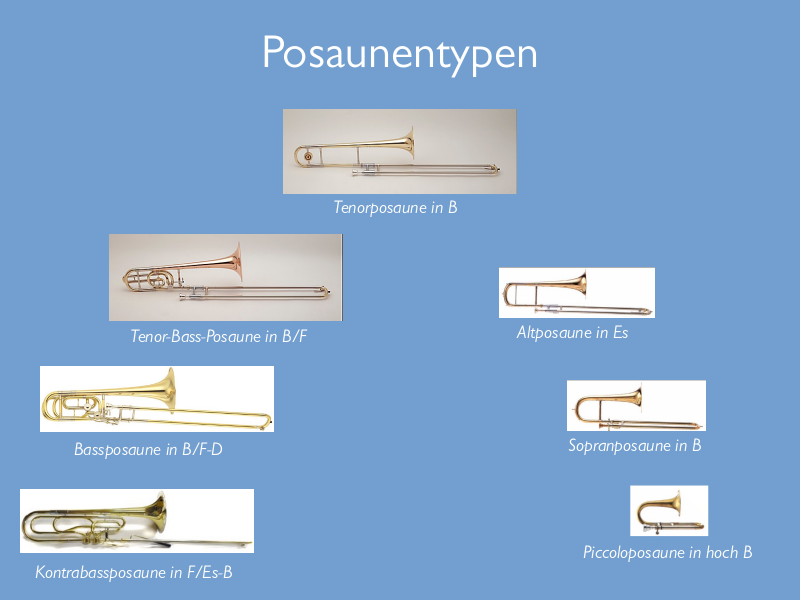 Posaunentypen
Tenorposaune in B
Tenor-Bass-Posaune in B/F
Altposaune in Es
Bassposaune in B/F-D
Sopranposaune in B
Kontrabassposaune in F/Es-B
Piccoloposaune in hoch B